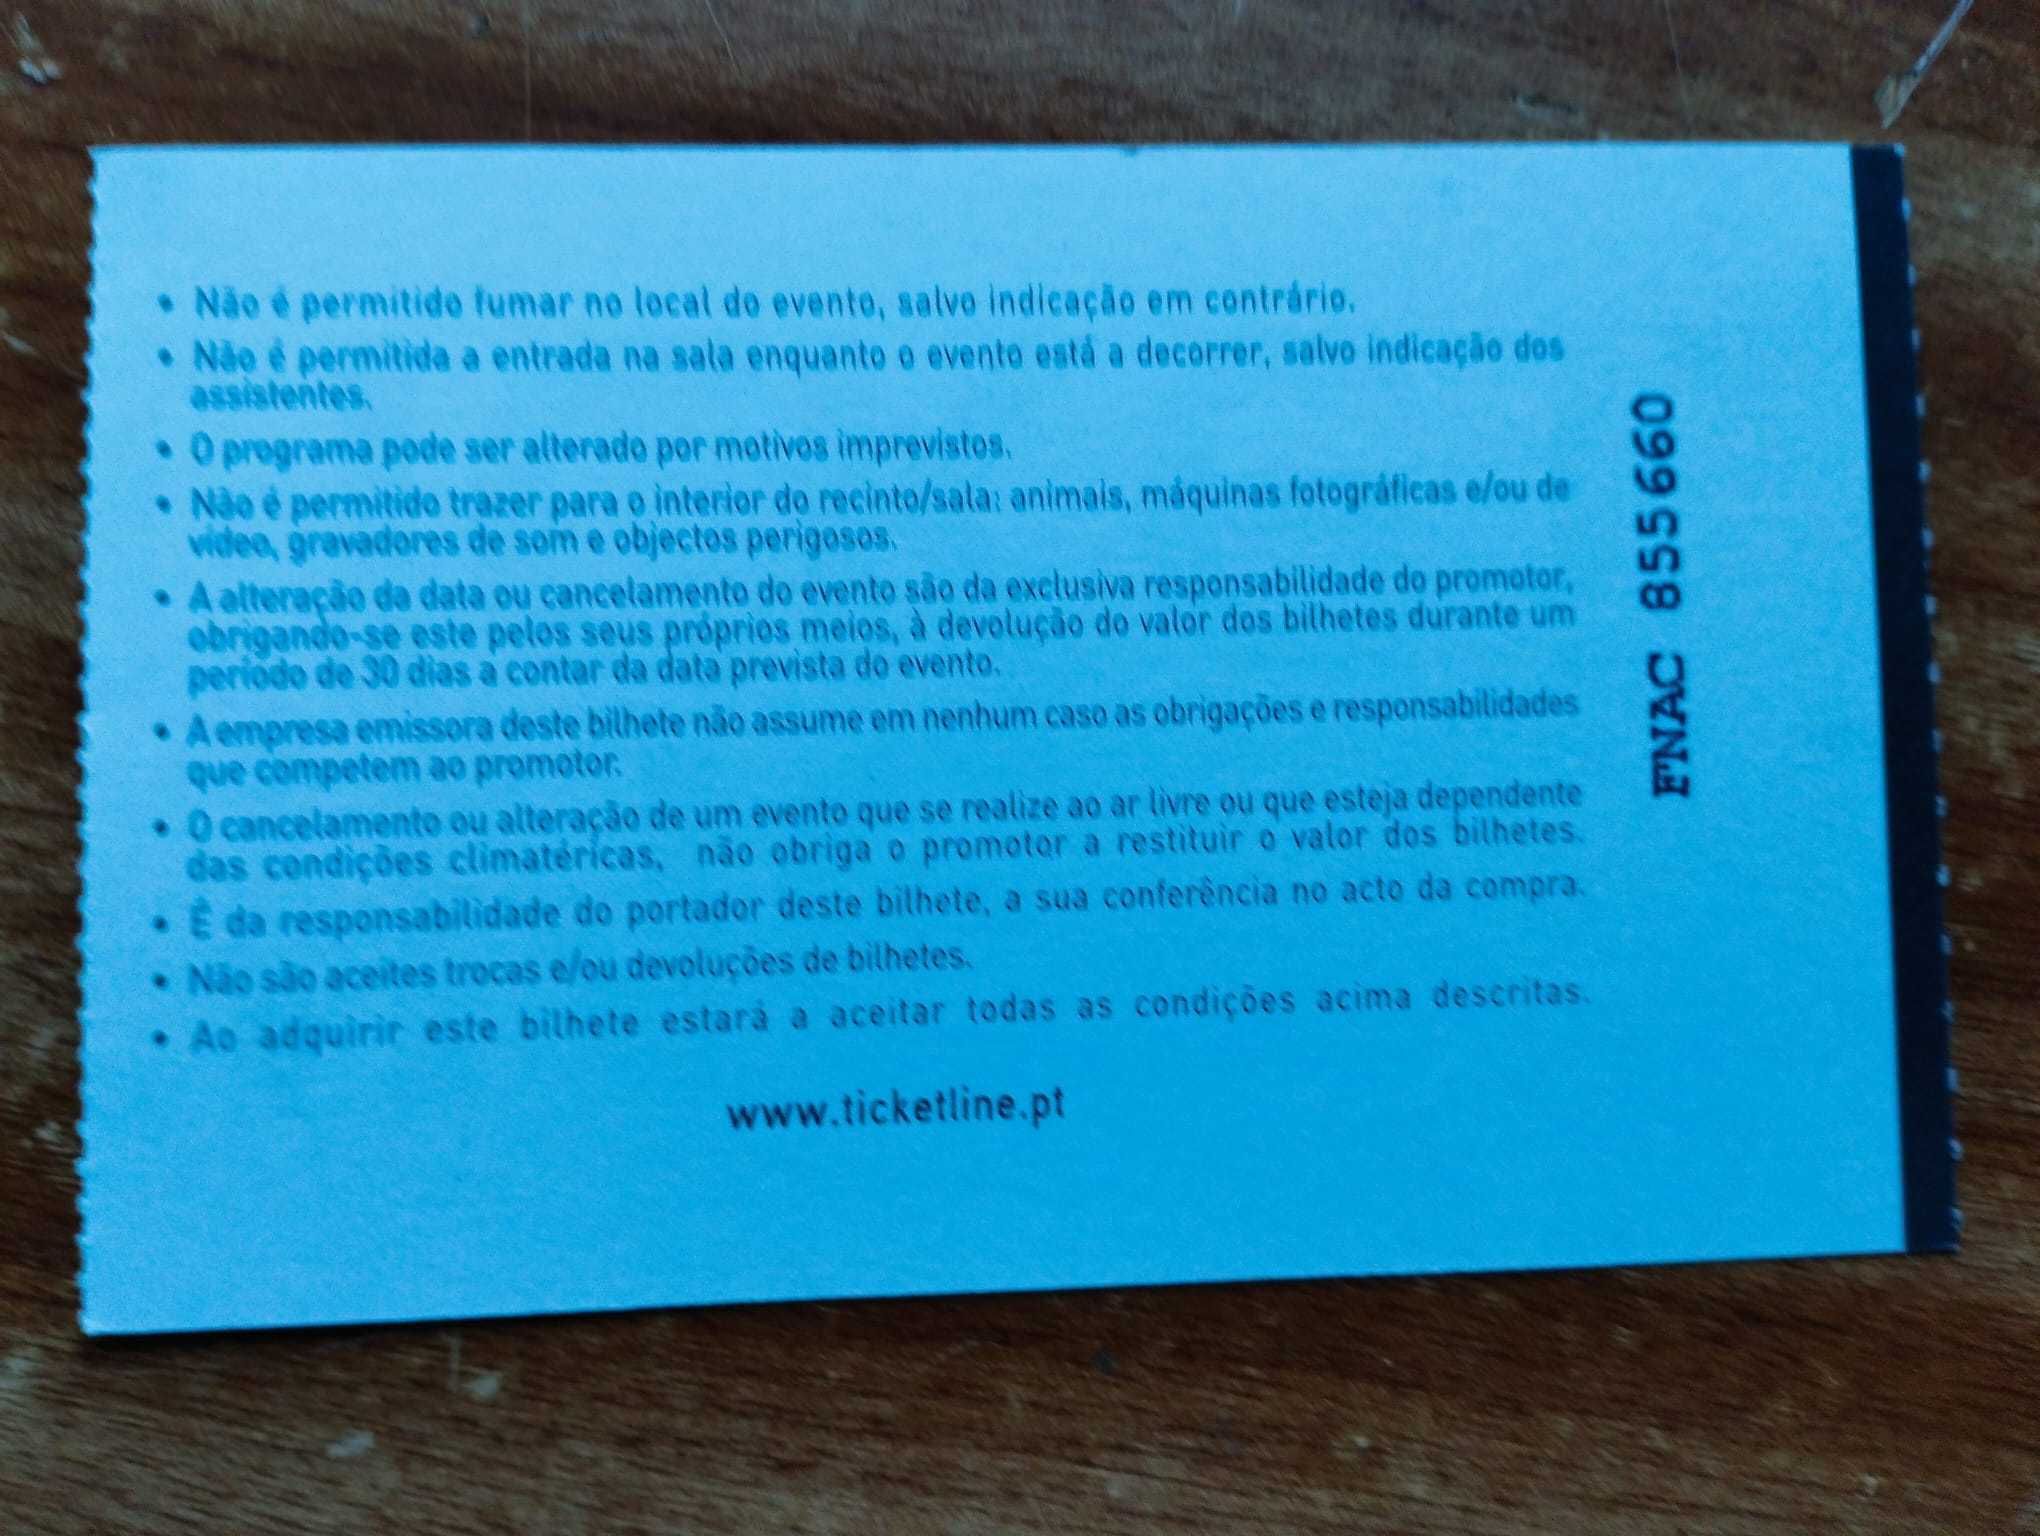 • Não é permitido fumar no local do evento, salvo indicação em contrário.
• Não é permitida a entrada na sala enquanto o evento está a decorrer, salvo indicação dos
assistentes.
• O programa pode ser alterado por motivos imprevistos.
• Não é permitido trazer para o interior do recinto/sala: animais, máquinas fotográficas e/ou de
vídeo, gravadores de som e objectos perigosos.
• A alteração da data ou cancelamento do evento são da exclusiva responsabilidade do promotor,
obrigando-se este pelos seus próprios meios, à devolução do valor dos bilhetes durante um
período de 30 dias a contar da data prevista do evento.
• A empresa emissora deste bilhete não assume em nenhum caso as obrigações e responsabilidades
que competem ao promotor.
• O cancelamento ou alteração de um evento que se realize ao ar livre ou que esteja dependente
das condições climatéricas, não obriga o promotor a restituir o valor dos bilhetes.
• É da responsabilidade do portador deste bilhete, a sua conferência no acto da compra.
• Não são aceites trocas e/ou devoluções de bilhetes.
• Ao adquirir este bilhete estará a aceitar todas as condições acima descritas.
www.ticketline.pt
FNAC 855660